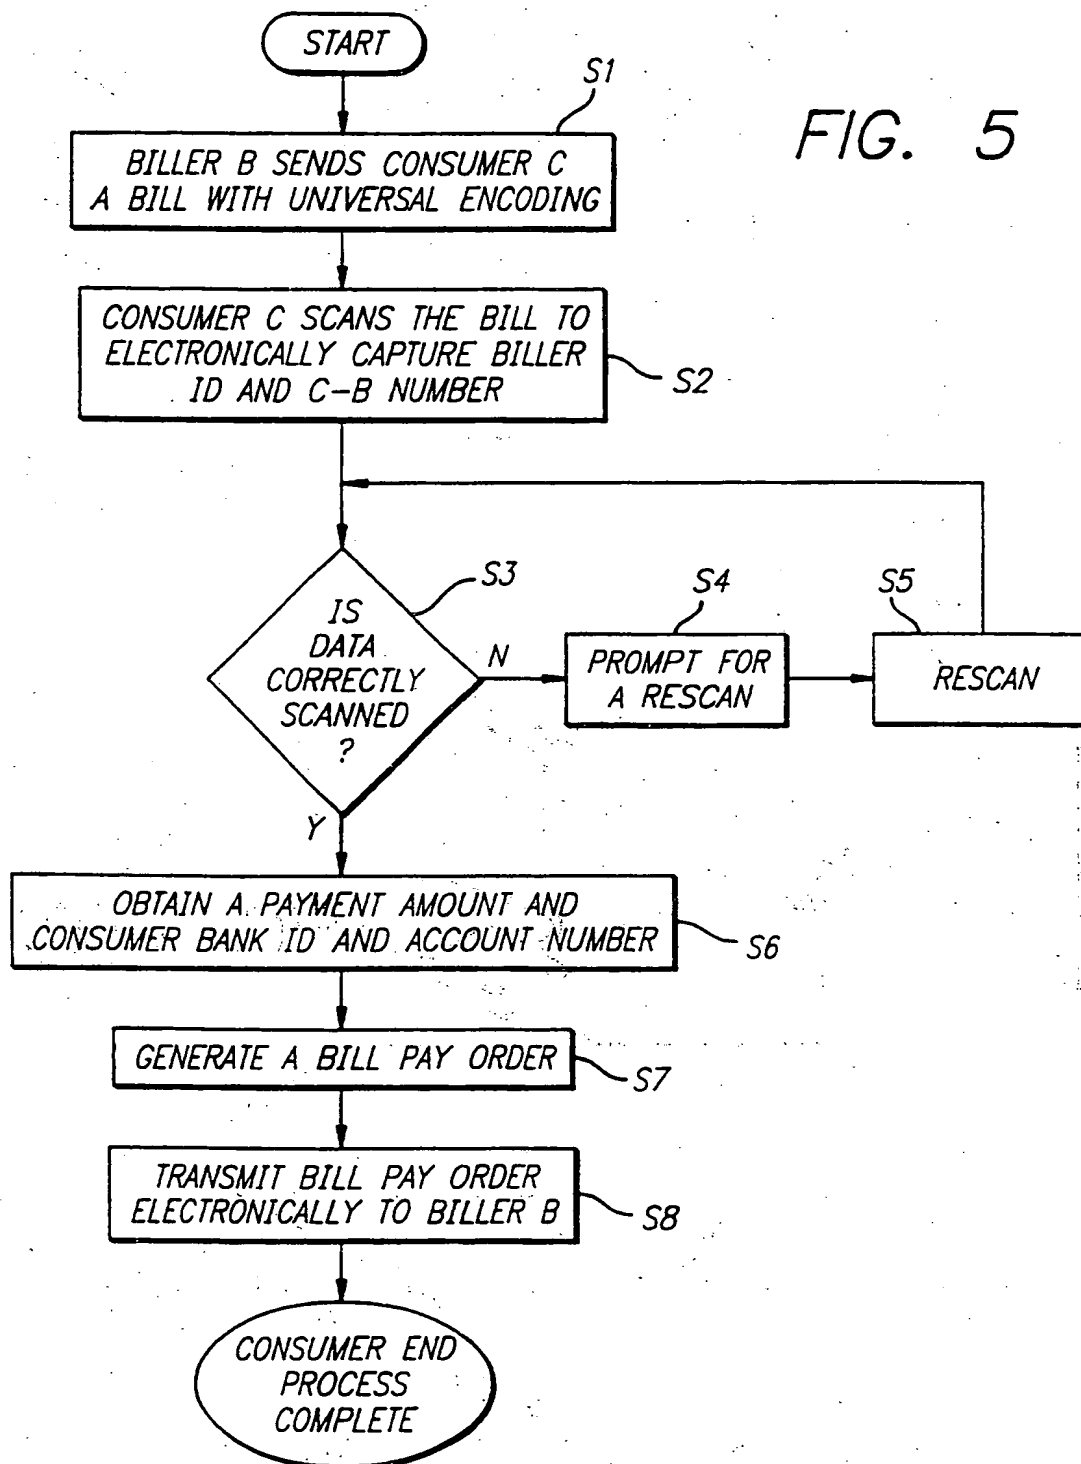 START
S1
FIG. 5
BILLER B SENDS CONSUMER C
A BILL WITH UNIVERSAL ENCODING
CONSUMER C SCANS THE BILL TO
ELECTRONICALLY CAPTURE BILLER
ID AND C-B NUMBER
S2
IS
DATA
CORRECTLY
SCANNED
?
S3
N
S4
PROMPT FOR
A RESCAN
S5
RESCAN
Y
OBTAIN A PAYMENT AMOUNT AND
CONSUMER BANK ID AND ACCOUNT NUMBER
S6
GENERATE A BILL PAY ORDER
S7
TRANSMIT BILL PAY ORDER
ELECTRONICALLY TO BILLER B
S8
CONSUMER END
PROCESS
COMPLETE